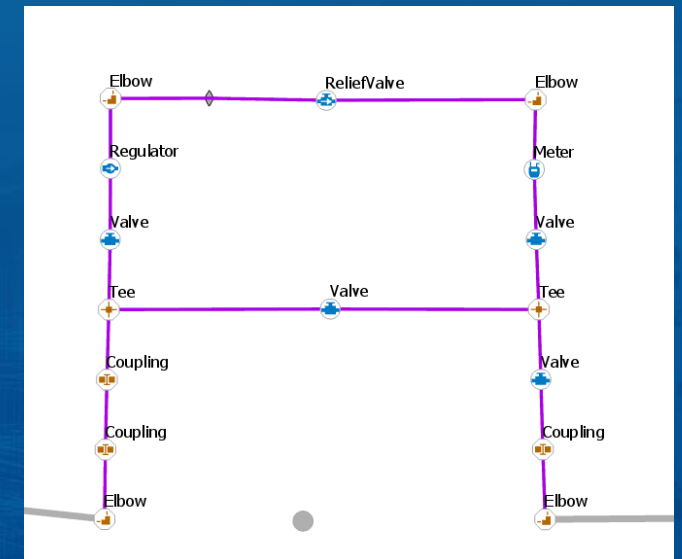 Elbow
ReliefValve
Elbow
Regulator
Meter
Valve
Valve
Tee
Valve
Tee
Coupling
Valve
Coupling
Coupling
Elbow
Elbow